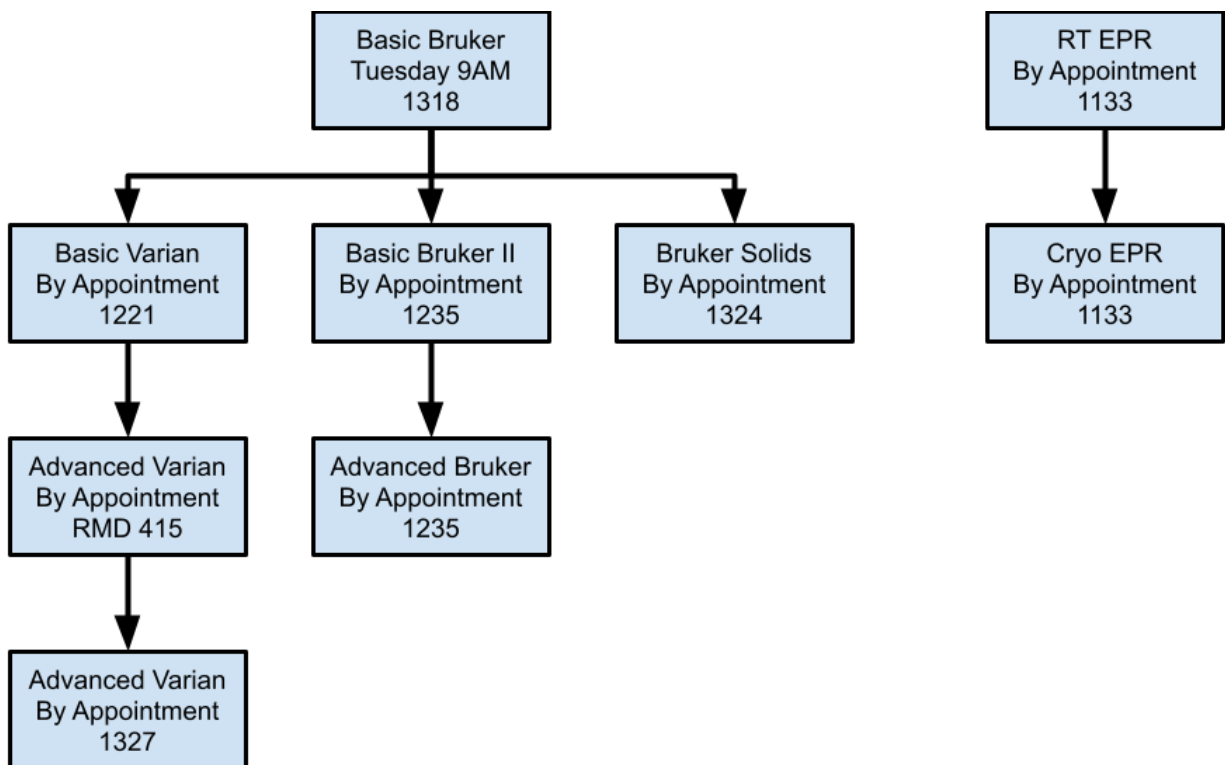 Basic Bruker
Tuesday 9AM
1318
RT EPR
By Appointment
1133
Basic Varian
By Appointment
1221
Basic Bruker II
By Appointment
1235
Bruker Solids
By Appointment
1324
Cryo EPR
By Appointment
1133
Advanced Varian
By Appointment
RMD 415
Advanced Bruker
By Appointment
1235
Advanced Varian
By Appointment
1327